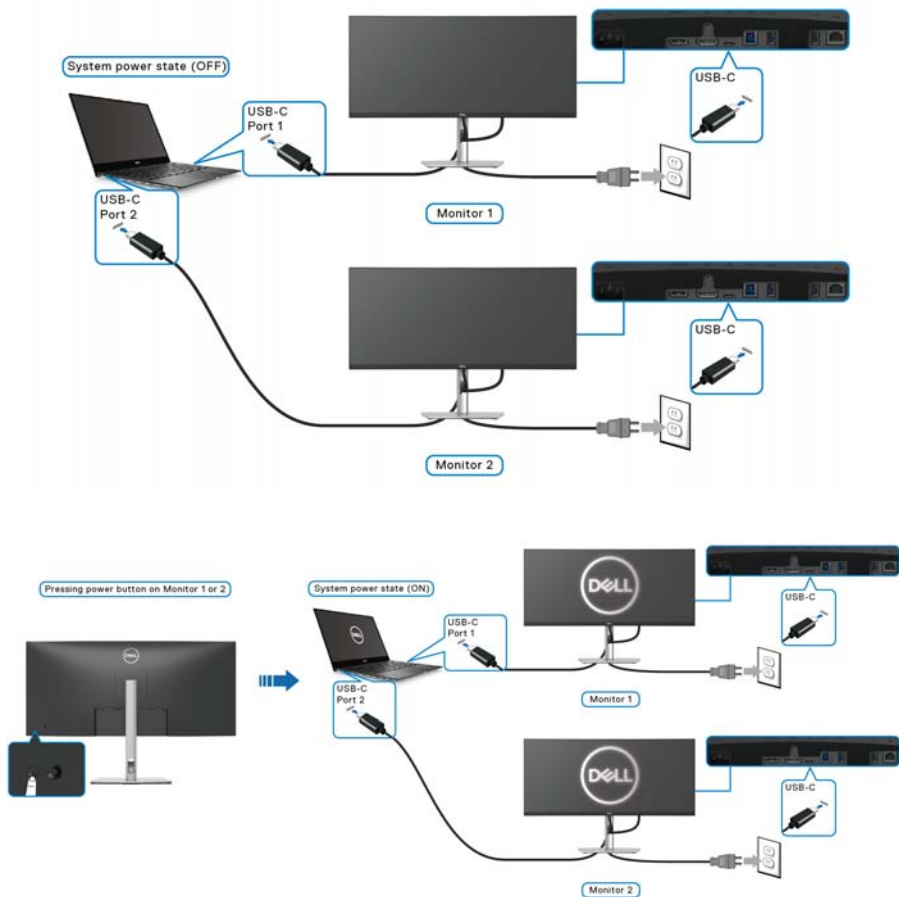 System power state (OFF)
USB-C
Port 1
USB-C
USB-C
Port 2
Monitor 1
USB-C
Monitor 2
Pressing power button on Monitor 1 or 2
System power state (ON)
USB-C
Port 1
USB-C
USB-C
Port 2
Monitor 1
DELL
DELL
DELL
DELL
USB-C
Monitor 2